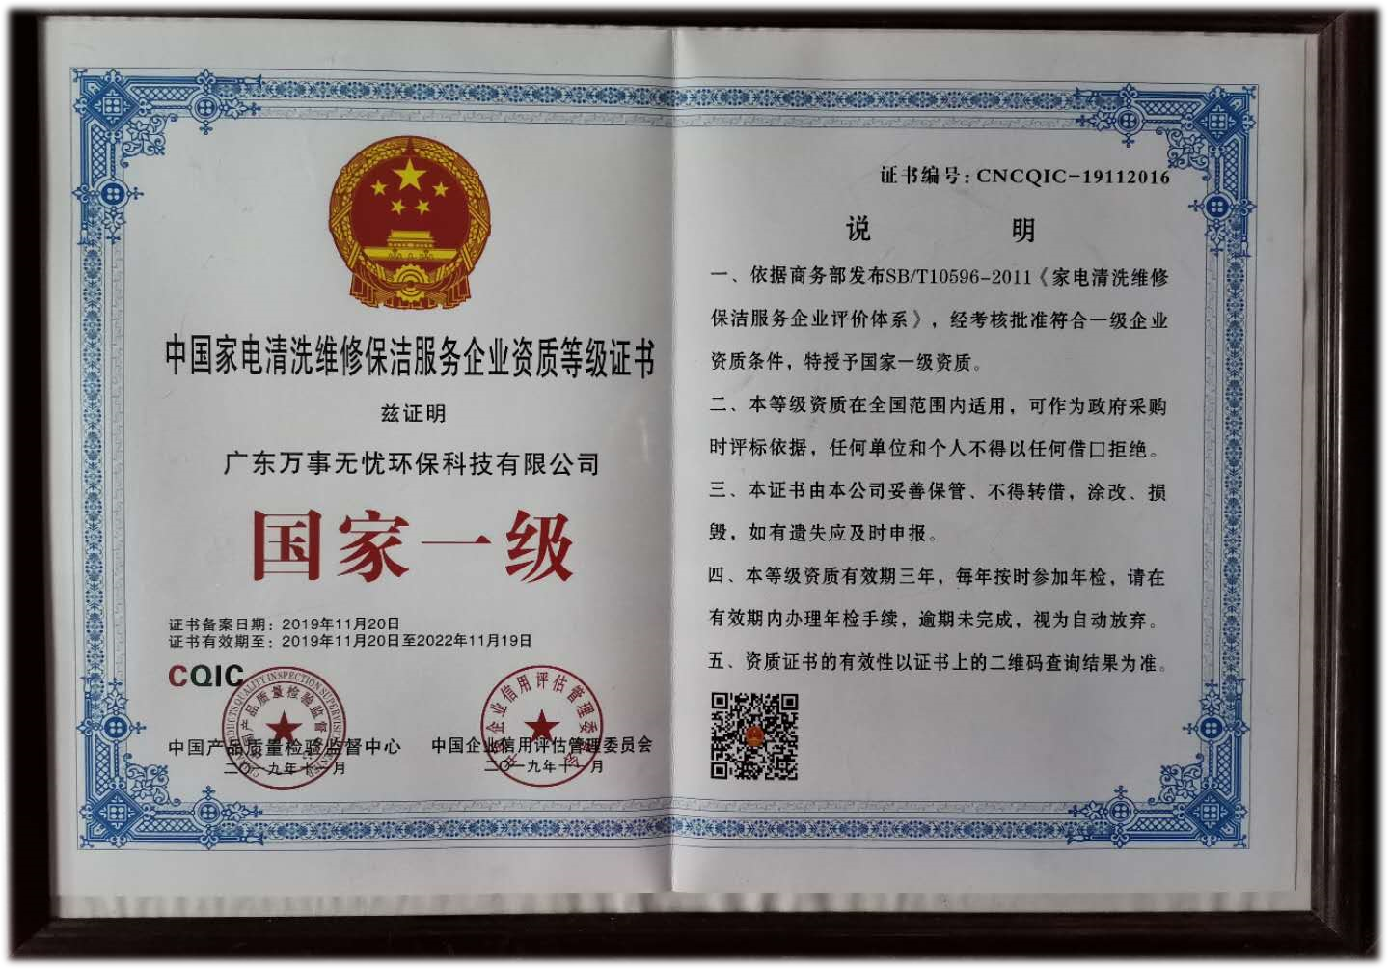 中国家电清洗维修保洁服务企业资质等级证书
兹证明
广东万事无忧环保科技有限公司
国家一级
证书备案日期：2019年11月20日
证书有效期至：2019年11月20日至2022年11月19日
CQIC
中国产品质量检验监督中心
二〇一九年十一月
中国企业信用评估管理委员会
二〇一九年十一月
证书编号：CNCQIC-19112016
说 明
一、依据商务部发布SB/T10596-2011《家电清洗维修
保洁服务企业评价体系》，经考核批准符合一级企业
资质条件，特授予国家一级资质。
二、本等级资质在全国范围内适用，可作为政府采购
时评标依据，任何单位和个人不得以任何借口拒绝。
三、本证书由本公司妥善保管、不得转借，涂改、损
毁，如有遗失应及时申报。
四、本等级资质有效期三年，每年按时参加年检，请在
有效期内办理年检手续，逾期未完成，视为自动放弃。
五、资质证书的有效性以证书上的二维码查询结果为准。